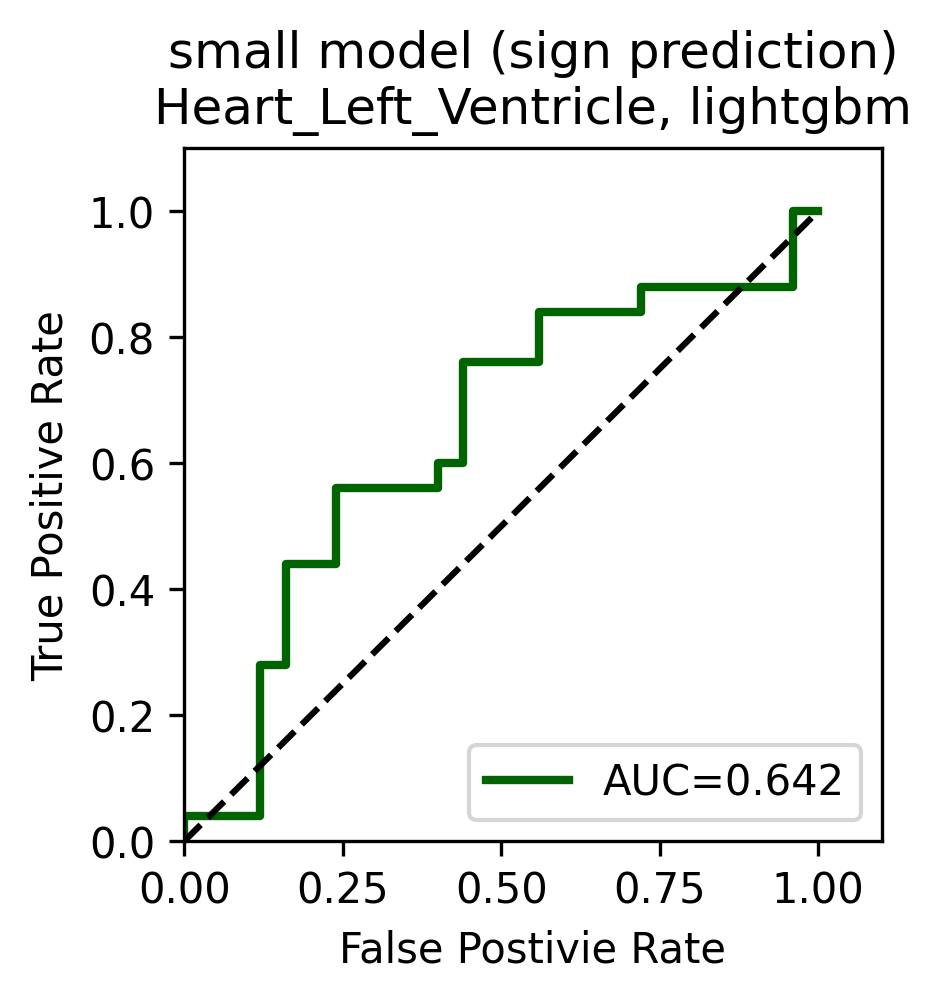 small model (sign prediction)
Heart_Left_Ventricle, lightgbm
1.0
0.8
0.6
0.4
0.2
0.0
True Positive Rate
AUC=0.642
0.00 0.25 0.50 0.75 1.00
False Postivie Rate